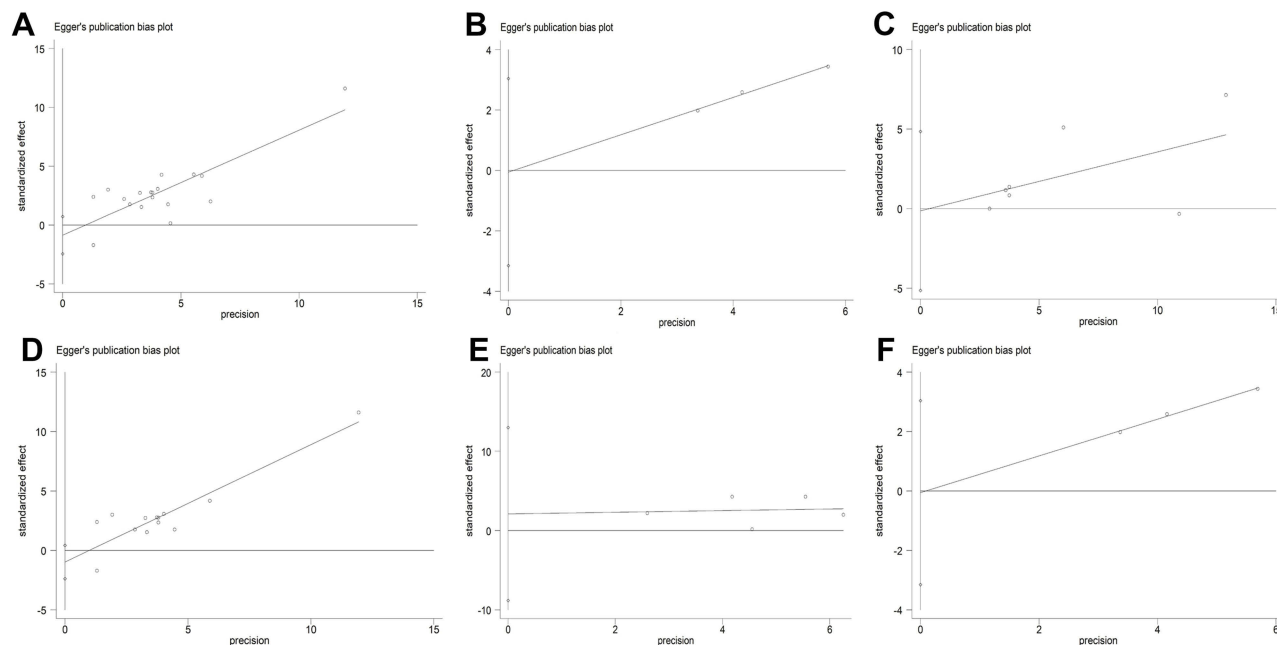 A
Egger's publication bias plot
standardized effect
15
10
5
0
-5
0
5
10
15
precision
B
Egger's publication bias plot
standardized effect
4
2
0
-2
-4
0
2
4
6
precision
C
Egger's publication bias plot
standardized effect
10
5
0
-5
0
5
10
15
precision
D
Egger's publication bias plot
standardized effect
15
10
5
0
-5
0
5
10
15
precision
E
Egger's publication bias plot
standardized effect
20
10
0
-10
0
2
4
6
precision
F
Egger's publication bias plot
standardized effect
4
2
0
-2
-4
0
2
4
6
precision